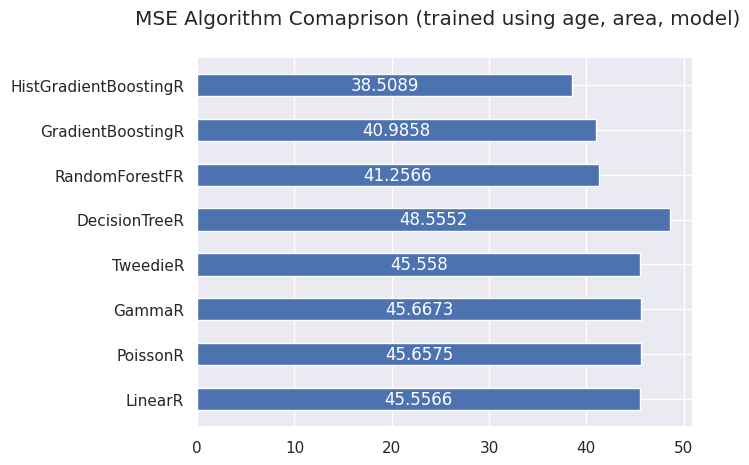 MSE Algorithm Comaprison (trained using age, area, model)
HistGradientBoostingR 38.5089
GradientBoostingR 40.9858
RandomForestFR 41.2566
DecisionTreeR 48.5552
TweedieR 45.558
GammaR 45.6673
PoissonR 45.6575
LinearR 45.5566
0 10 20 30 40 50